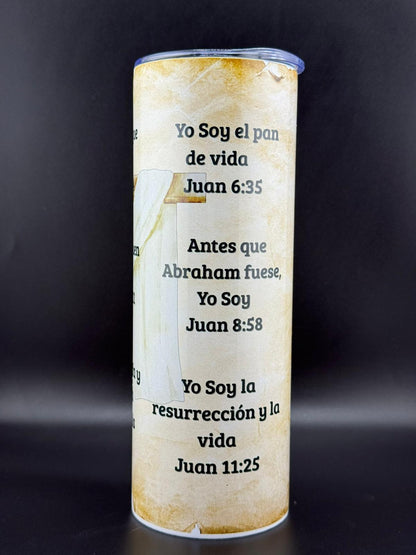 Yo Soy el pan
de vida
Juan 6:35
Antes que
Abraham fuese,
Yo Soy
Juan 8:58
Yo Soy la
resurrección y la
vida
Juan 11:25